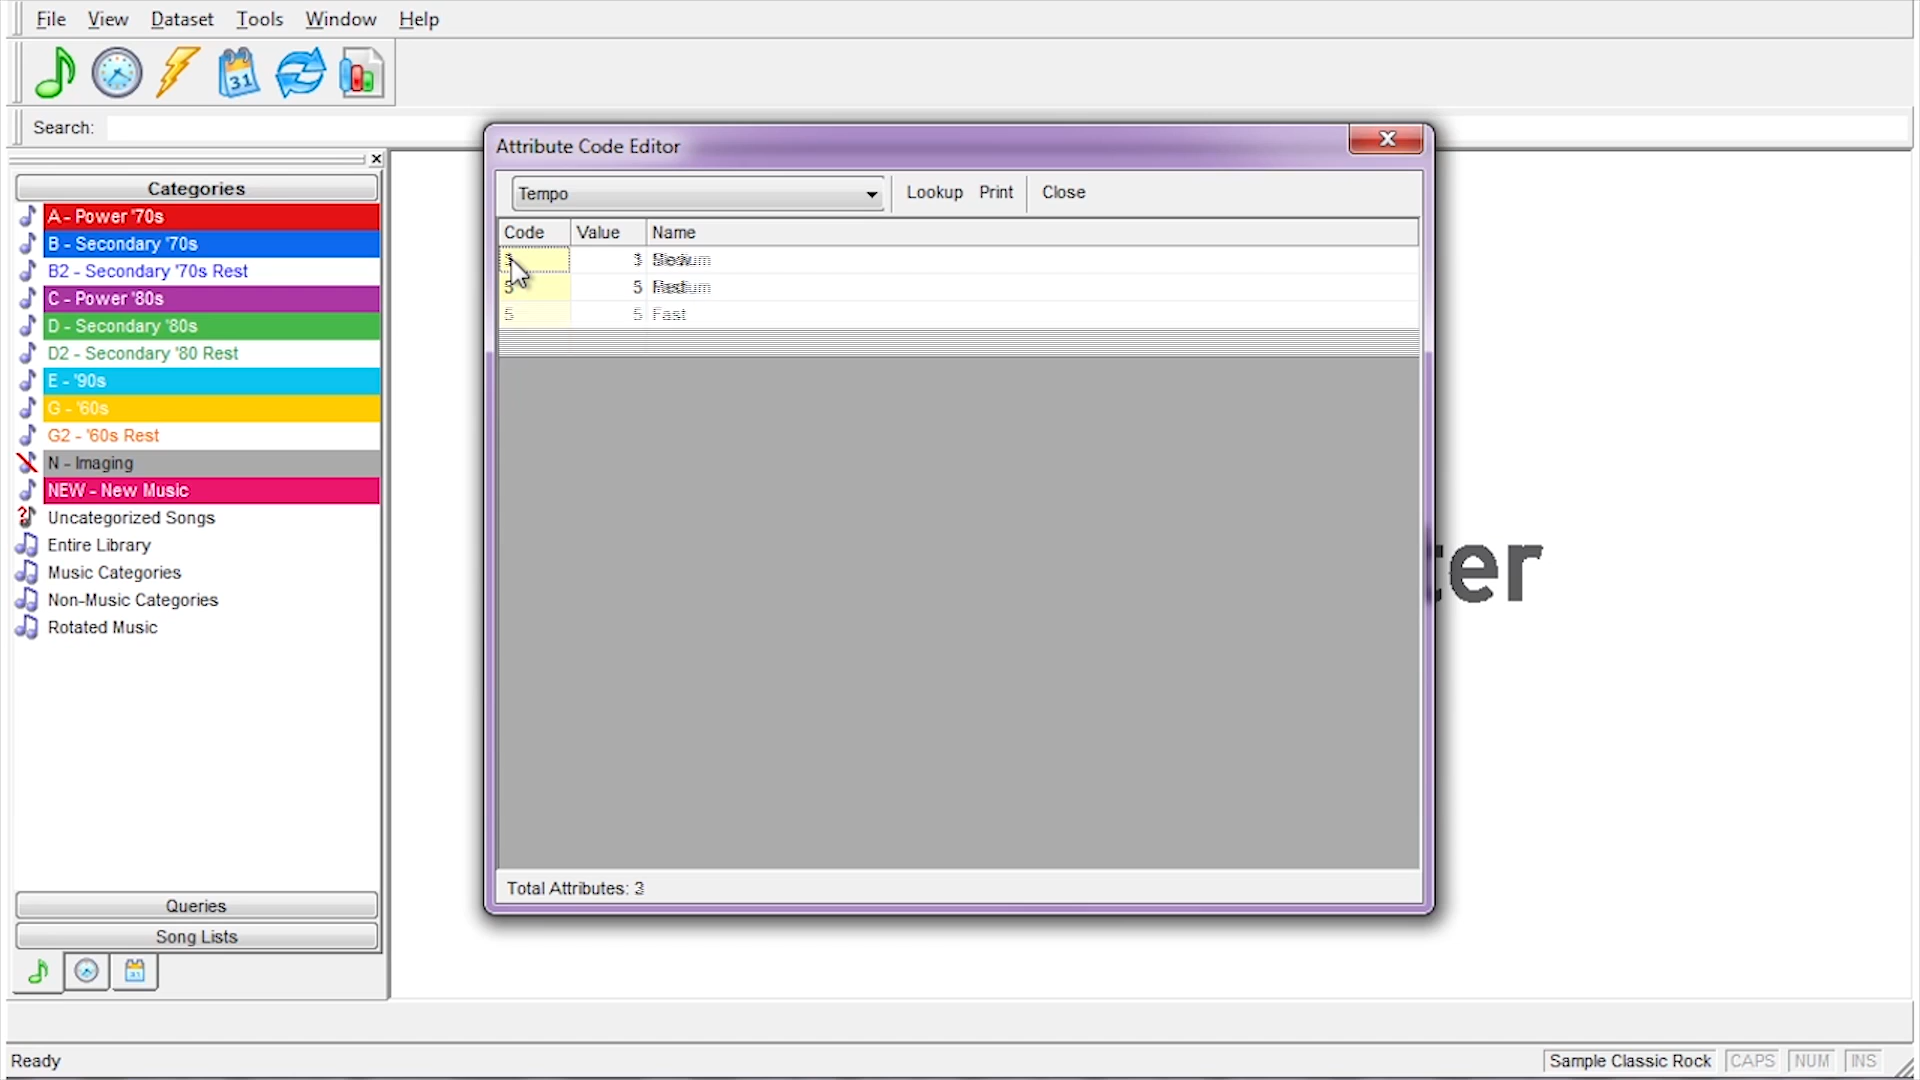 File View Dataset Tools Window Help
31
Search:
Attribute Code Editor
Tempo Lookup Print Close
Categories
Code Value Name
A - Power '70s
B - Secondary '70s
B2 - Secondary '70s Rest
C - Power '80s
D - Secondary '80s
D2 - Secondary '80 Rest
E - '90s
G - '60s
G2 - '60s Rest
N - Imaging
NEW - New Music
Uncategorized Songs
Entire Library
Music Categories
Non-Music Categories
Rotated Music
5 5
5 5 Fast
ter
Total Attributes: 3
Queries
Song Lists
Ready Sample Classic Rock CAPS NUM INS